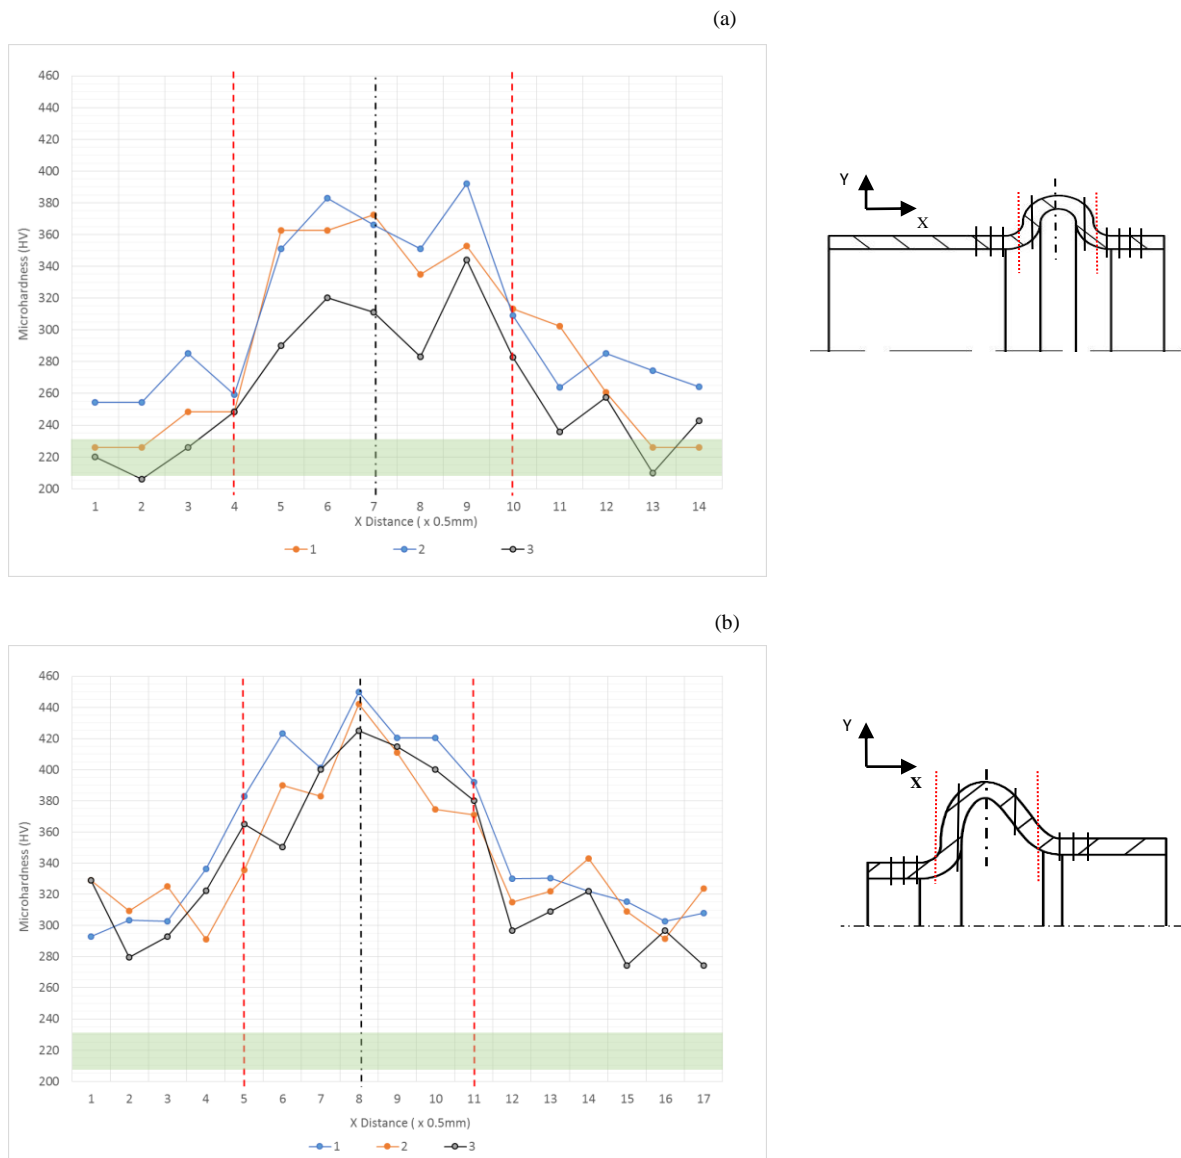 (a)
460
440
420
400
380
360
340
320
300
280
260
240
220
200
Microhardness (HV)
1 2 3 4 5 6 7 8 9 10 11 12 13 14
X Distance ( x 0.5mm)
1 2 3
Y
X
(b)
460
440
420
400
380
360
340
320
300
280
260
240
220
200
Microhardness (HV)
1 2 3 4 5 6 7 8 9 10 11 12 13 14 15 16 17
X Distance ( x 0.5mm)
1 2 3
Y
X